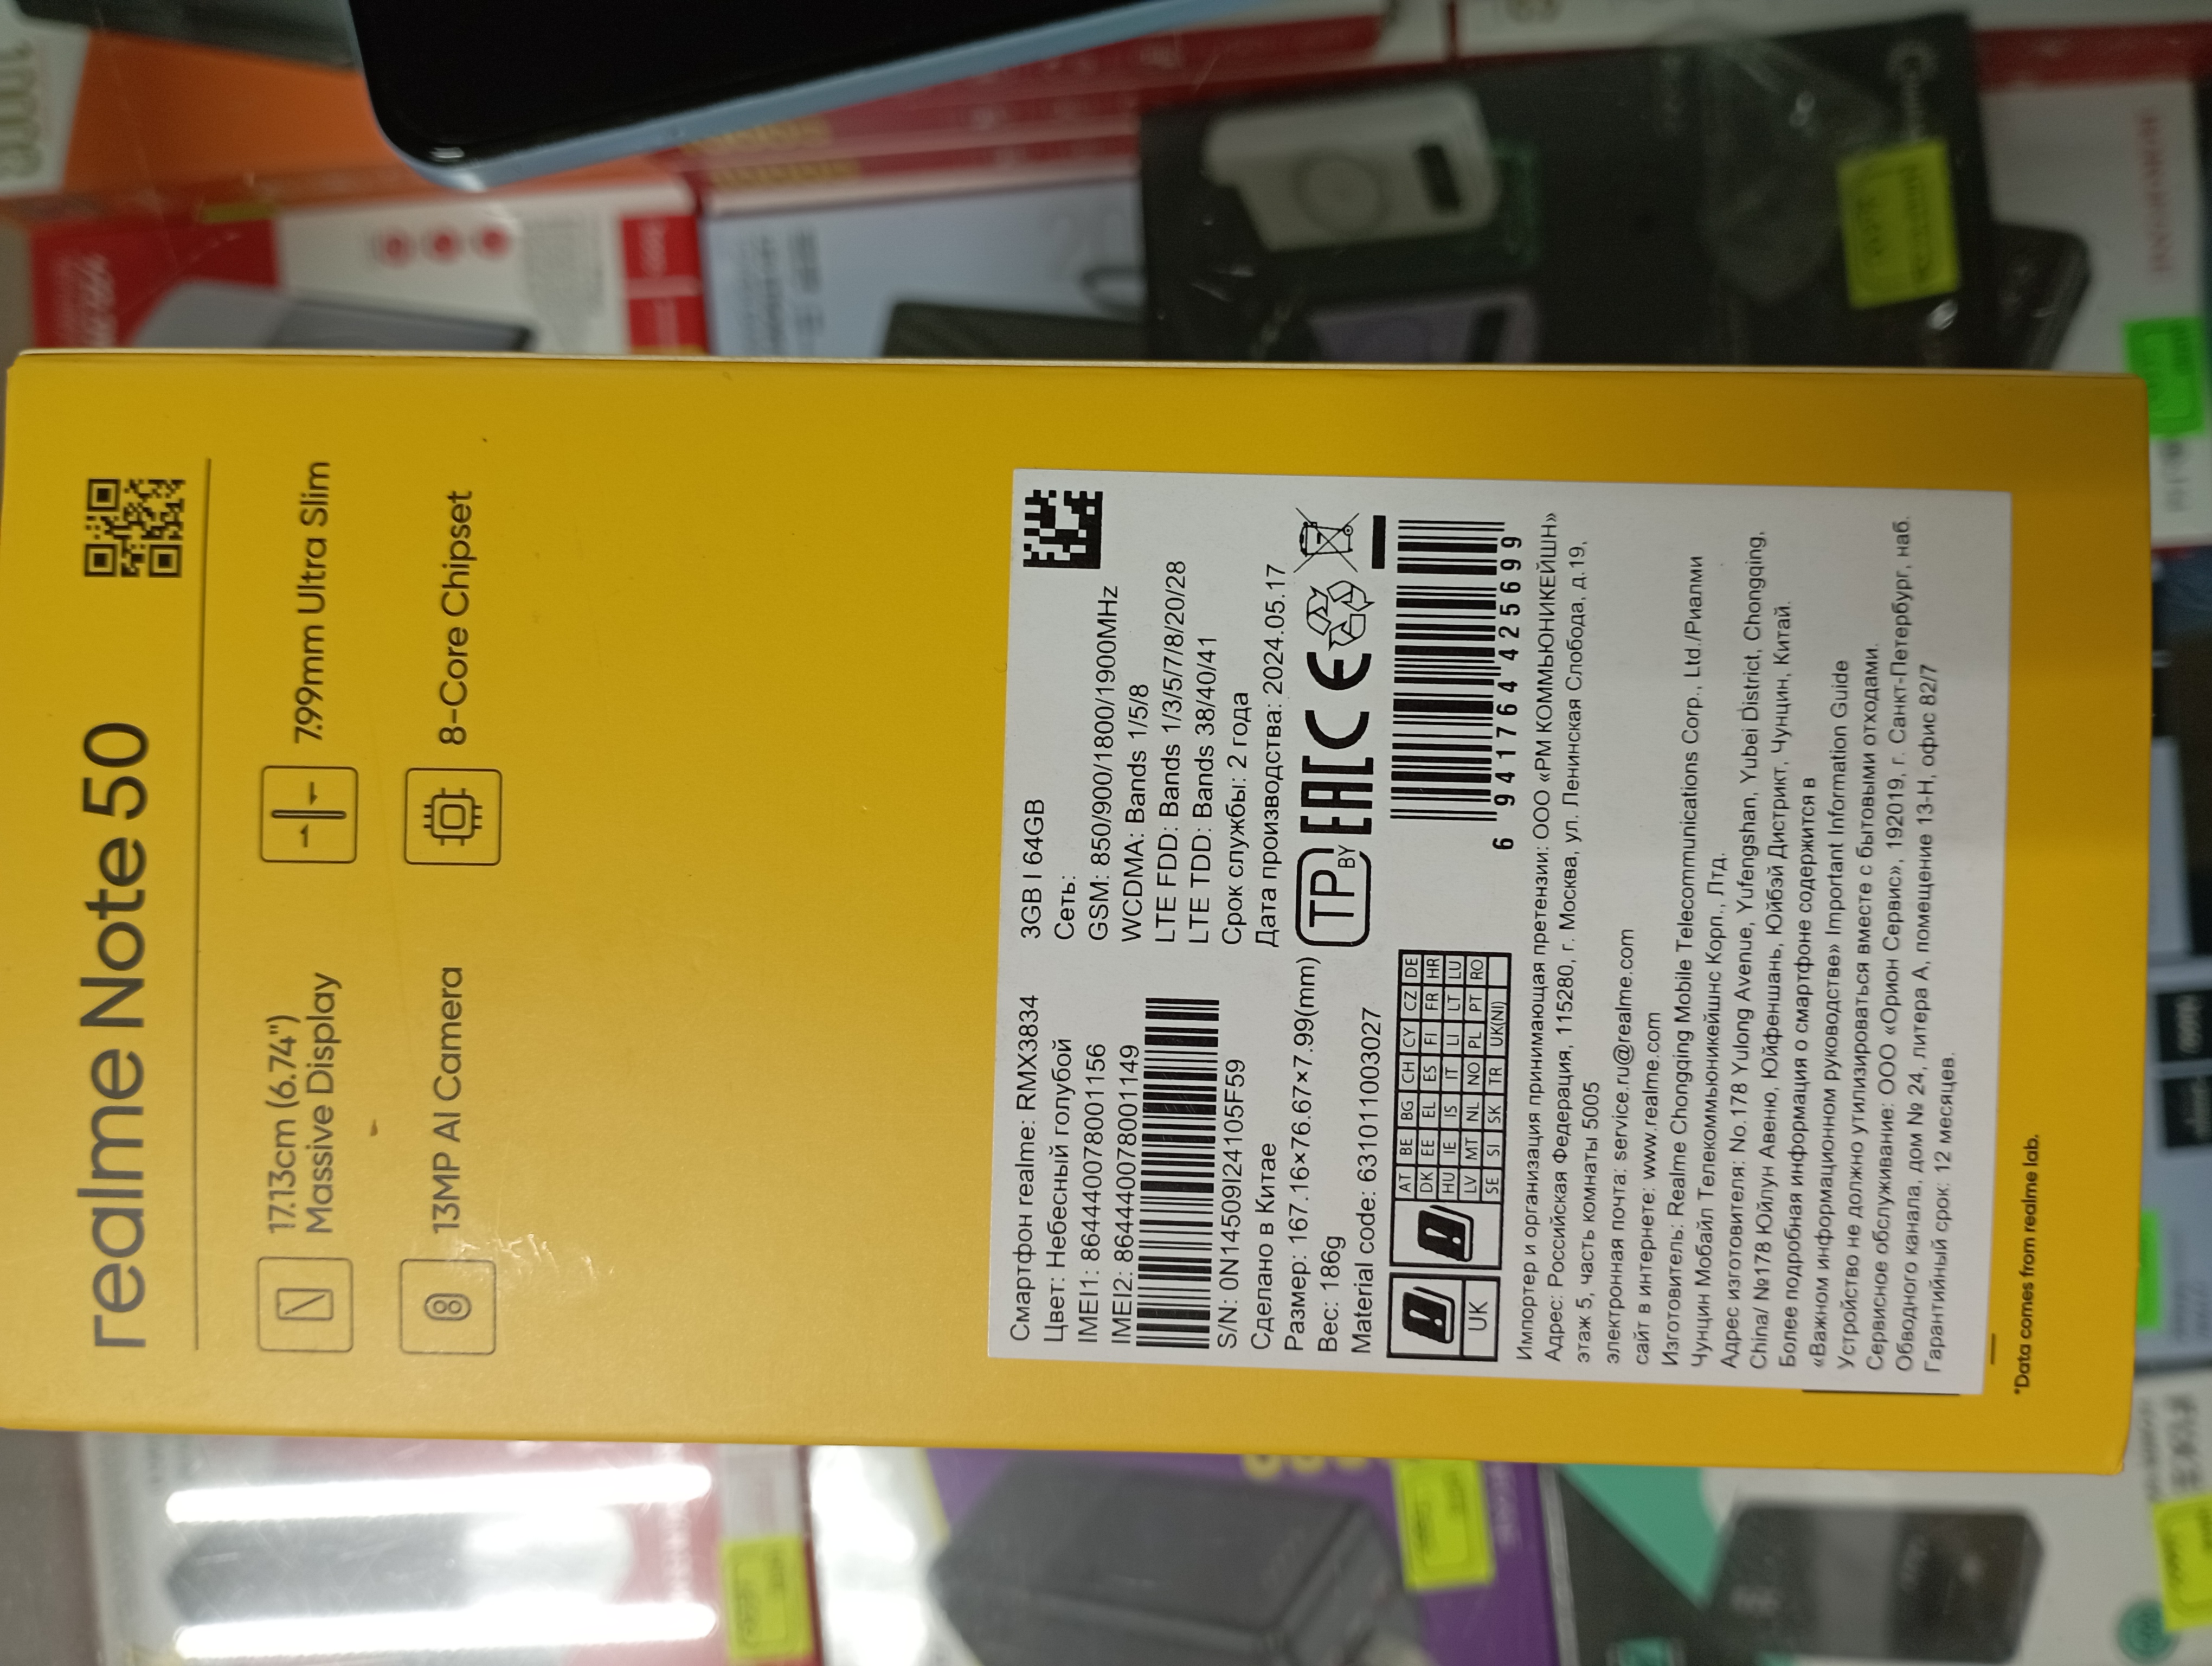 realme Note 50
17.13cm (6.74")
Massive Display
7.99mm Ultra Slim
13MP AI Camera
8-Core Chipset
Смартфон realme: RMX3834
Цвет: Небесный голубой
IMEI1: 864440078001156
IMEI2: 864440078001149
S/N: 0N14509I24105F59
Сделано в Китае
Размер: 167.16×76.67×7.99(mm)
Вес: 186g
Material code: 631011003027
3GB I 64GB
Сеть:
GSM: 850/900/1800/1900MHz
WCDMA: Bands 1/5/8
LTE FDD: Bands 1/3/5/7/8/20/28
LTE TDD: Bands 38/40/41
Срок службы: 2 года
Дата производства: 2024.05.17
TP BY EAC CE
UK
AT BE BG CH CY CZ DE
DK EE EL ES FI FR HR
HU IE IS IT LI LT LU
LV MT NL NO PL PT RO
SE SI SK TR UK(NI)
6 941764 425699
Импортер и организация принимающая претензии: ООО «РМ КОММЬЮНИКЕЙШН»
Адрес: Российская Федерация, 115280, г. Москва, ул. Ленинская Слобода, д.19,
этаж 5, часть комнаты 5005
электронная почта: service.ru@realme.com
сайт в интернете: www.realme.com
Изготовитель: Realme Chongqing Mobile Telecommunications Corp., Ltd./Риалми
Чунцин Мобайл Телекоммьюникейшнс Корп., Лтд.
Адрес изготовителя: No.178 Yulong Avenue, Yufengshan, Yubei District, Chongqing,
China/ №178 Юйлун Авеню, Юйфеншань, Юйбэй Дистрикт, Чунцин, Китай.
Более подробная информация о смартфоне содержится в
«Важном информационном руководстве» Important Information Guide
Устройство не должно утилизироваться вместе с бытовыми отходами.
Сервисное обслуживание: ООО «Орион Сервис», 192019, г. Санкт-Петербург, наб.
Обводного канала, дом № 24, литера А, помещение 13-Н, офис 82/7
Гарантийный срок: 12 месяцев.
*Data comes from realme lab.